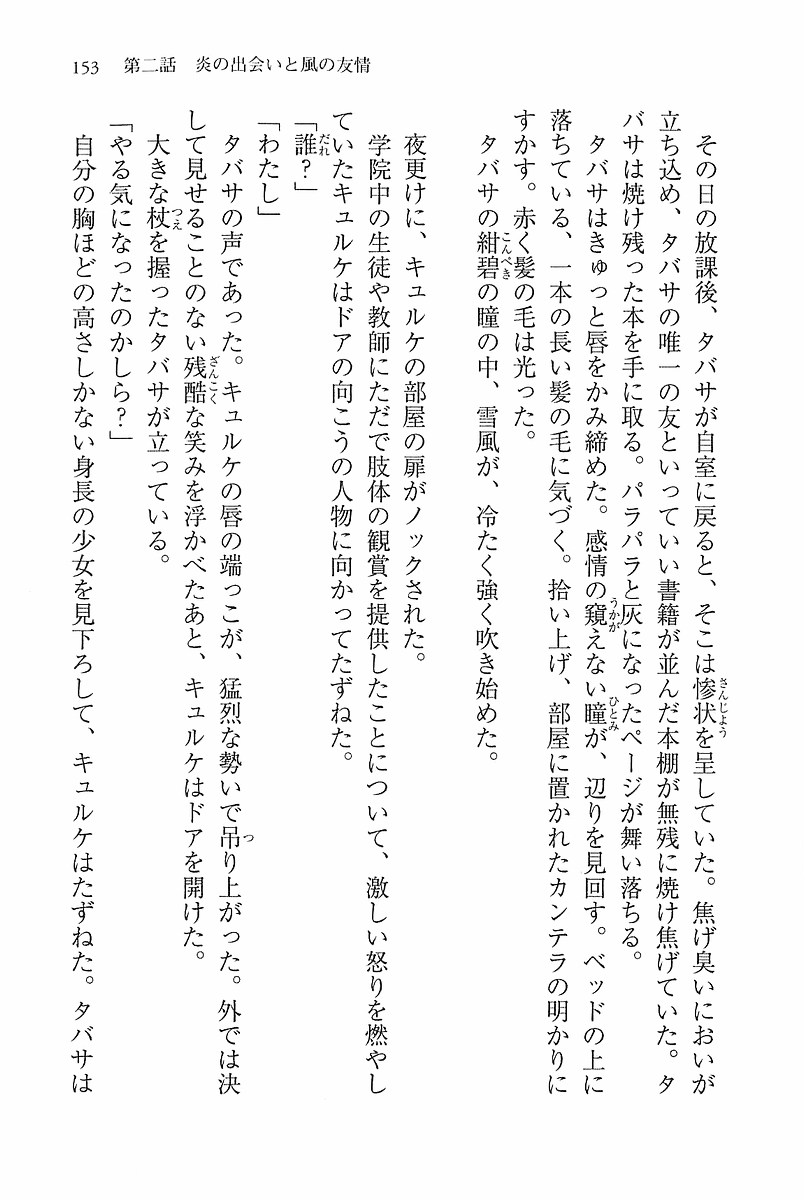 153　第二話　炎の出会いと風の友情
その日の放課後、タバサが自室に戻ると、そこは惨状を呈していた。焦げ臭いにおいが
立ち込め、タバサの唯一の友といっていい書籍が並んだ本棚が無残に焼け焦げていた。タ
バサは焼け残った本を手に取る。パラパラと灰になったページが舞い落ちる。
タバサはきゅっと唇をかみ締めた。感情の窺えない瞳が、辺りを見回す。ベッドの上に
落ちている、一本の長い髪の毛に気づく。拾い上げ、部屋に置かれたカンテラの明かりに
すかす。赤く髪の毛は光った。
タバサの紺碧の瞳の中、雪風が、冷たく強く吹き始めた。
夜更けに、キュルケの部屋の扉がノックされた。
学院中の生徒や教師にただで肢体の観賞を提供したことについて、激しい怒りを燃やし
ていたキュルケはドアの向こうの人物に向かってたずねた。
「誰？」
「わたし」
タバサの声であった。キュルケの唇の端っこが、猛烈な勢いで吊り上がった。外では決
して見せることのない残酷な笑みを浮かべたあと、キュルケはドアを開けた。
大きな杖を握ったタバサが立っている。
「やる気になったのかしら？」
自分の胸ほどの高さしかない身長の少女を見下ろして、キュルケはたずねた。タバサは